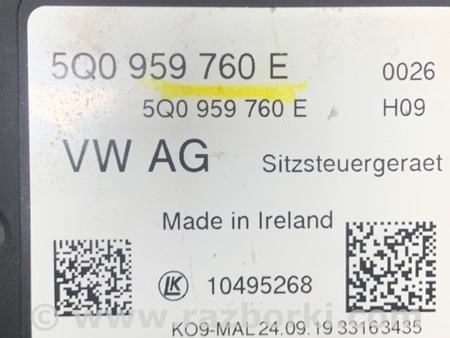 5Q0 959 760 E 0026
5Q0 959 760 E H09
VW AG Sitzsteuergeraet
Made in Ireland
LK 10495268
KO9-MAL 24.09.19 33163435
© www.razborki.com